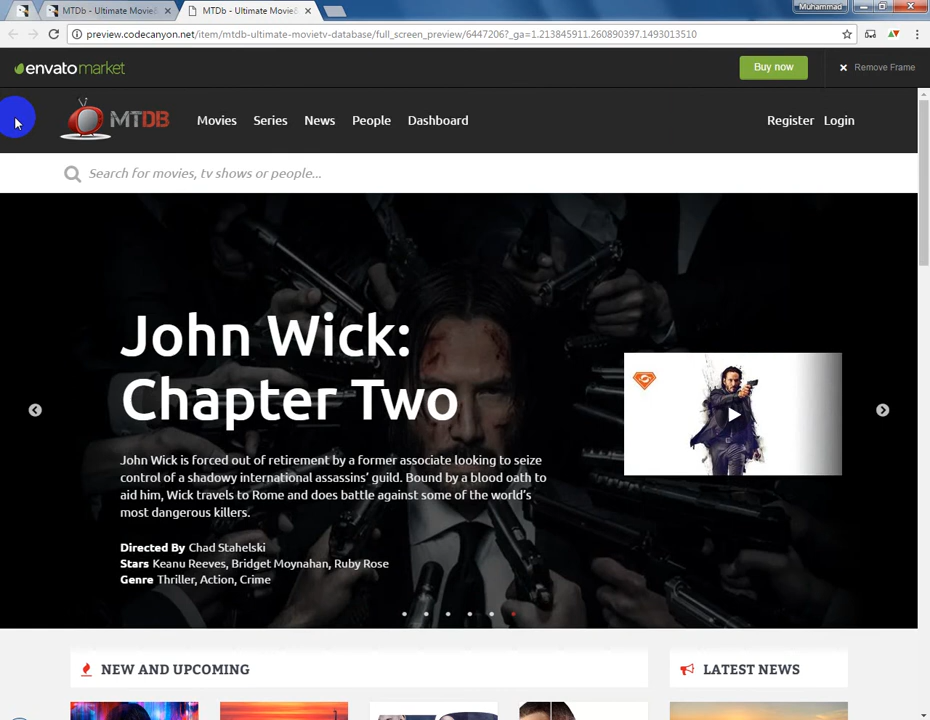 Muhammad
MTDb - Ultimate Movie&
MTDb - Ultimate Movie&
preview.codecanyon.net/item/mtdb-ultimate-movietv-database/full_screen_preview/6447206?_ga=1.213845911.260890397.1493013510
envatomarket
Buy now
Remove Frame
MTDB
Movies
Series
News
People
Dashboard
Register
Login
Search for movies, tv shows or people...
John Wick:
Chapter Two
John Wick is forced out of retirement by a former associate looking to seize
control of a shadowy international assassins' guild. Bound by a blood oath to
aid him, Wick travels to Rome and does battle against some of the world's
most dangerous killers.
Directed By Chad Stahelski
Stars Keanu Reeves, Bridget Moynahan, Ruby Rose
Genre Thriller, Action, Crime
NEW AND UPCOMING
LATEST NEWS